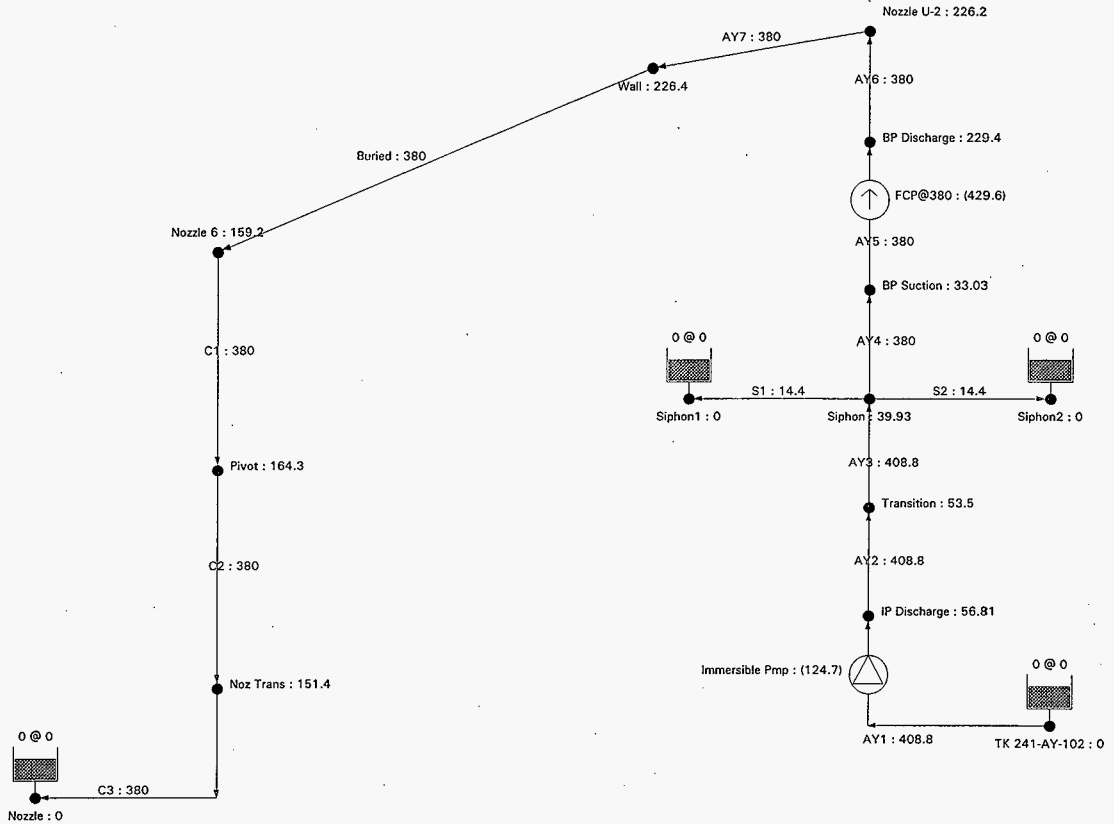 Nozzle U-2 : 226.2
AY7 : 380
AY6 : 380
Wall : 226.4
BP Discharge : 229.4
Buried : 380
FCP@380 : (429.6)
Nozzle 6 : 159.2
AY5 : 380
BP Suction : 33.03
C1 : 380
0 @ 0
AY4 : 380
0 @ 0
S1 : 14.4
S2 : 14.4
Siphon1 : 0
Siphon : 39.93
Siphon2 : 0
Pivot : 164.3
AY3 : 408.8
Transition : 53.5
C2 : 380
AY2 : 408.8
IP Discharge : 56.81
Immersible Pmp : (124.7)
0 @ 0
Noz Trans : 151.4
0 @ 0
AY1 : 408.8
TK 241-AY-102 : 0
C3 : 380
Nozzle : 0